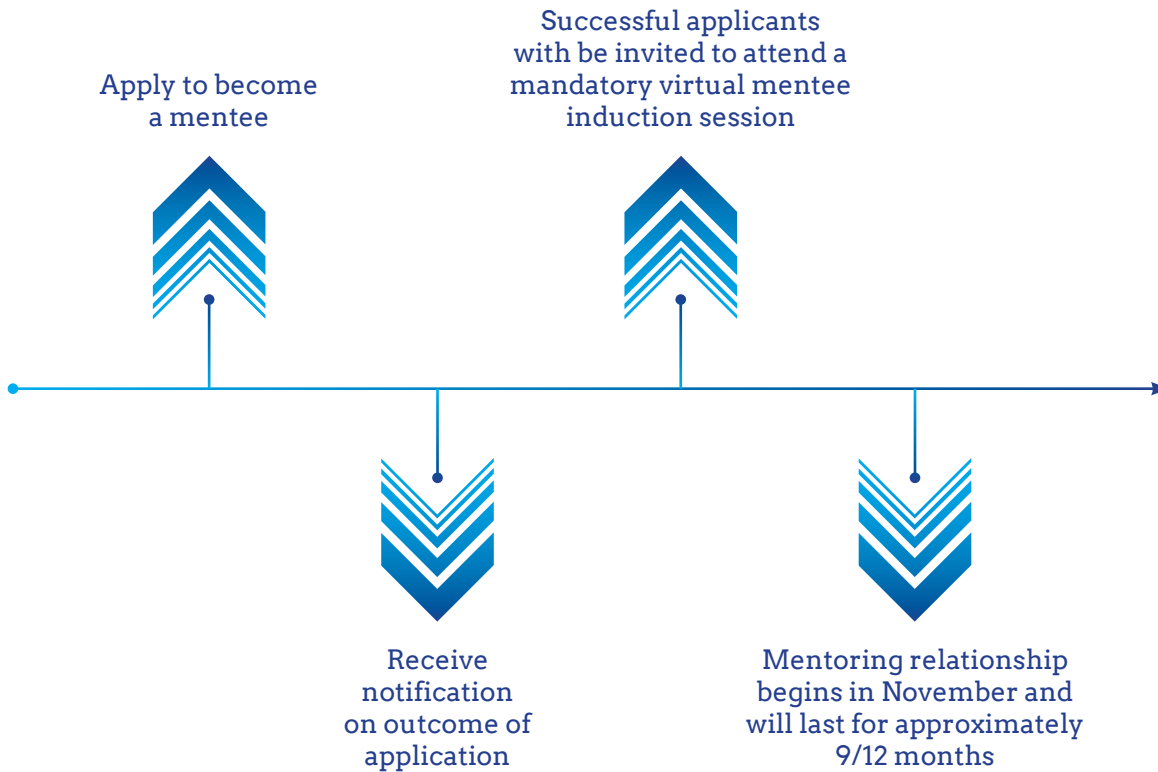 Apply to become
a mentee
Receive
notification
on outcome of
application
Successful applicants
with be invited to attend a
mandatory virtual mentee
induction session
Mentoring relationship
begins in November and
will last for approximately
9/12 months